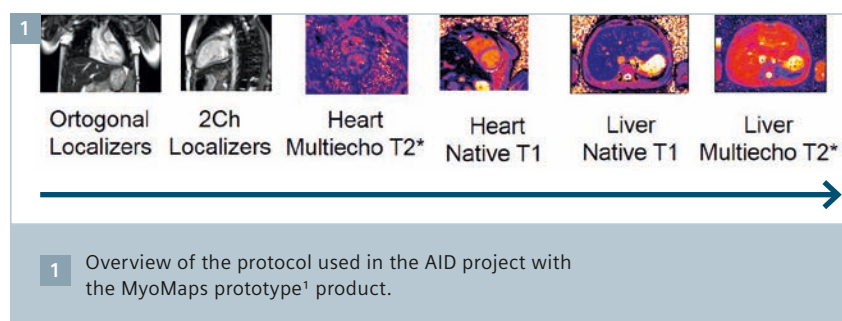 1
Ortogonal Localizers
2Ch Localizers
Heart Multiecho T2*
Heart Native T1
Liver Native T1
Liver Multiecho T2*
1
Overview of the protocol used in the AID project with
the MyoMaps prototype¹ product.